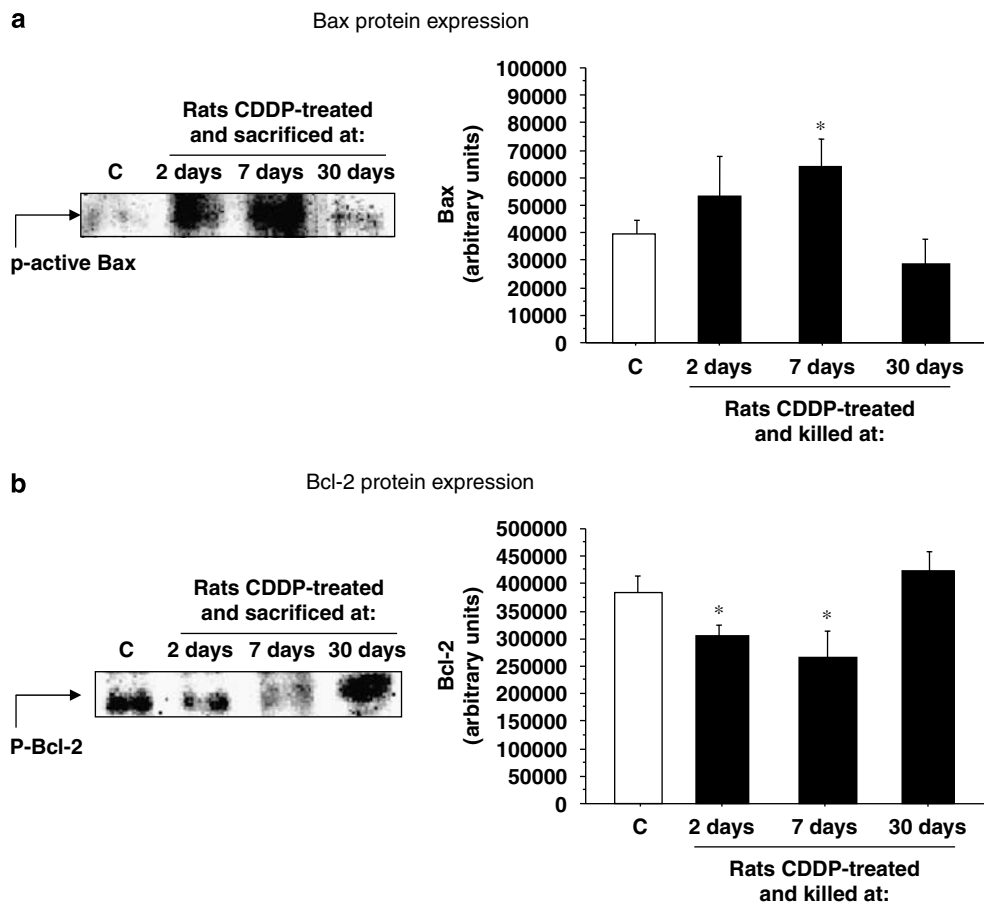 a
Bax protein expression
Rats CDDP-treated
and sacrificed at:
C 2 days 7 days 30 days
p-active Bax
100000
90000
80000
70000
60000
50000
40000
30000
20000
10000
0
Bax
(arbitrary units)
*
C 2 days 7 days 30 days
Rats CDDP-treated
and killed at:
b
Bcl-2 protein expression
Rats CDDP-treated
and sacrificed at:
C 2 days 7 days 30 days
P-Bcl-2
500000
450000
400000
350000
300000
250000
200000
150000
100000
50000
0
Bcl-2
(arbitrary units)
* *
C 2 days 7 days 30 days
Rats CDDP-treated
and killed at: